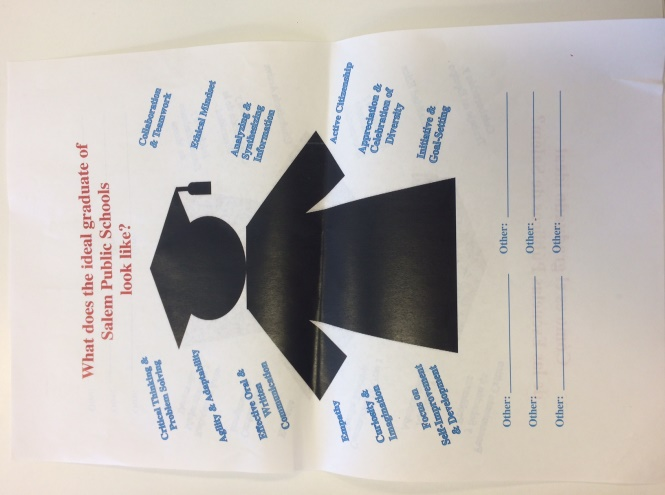 What does the ideal graduate of
Salem Public Schools
look like?
Critical Thinking &
Problem Solving
Agility & Adaptability
Effective Oral &
Written
Communication
Empathy
Curiosity &
Imagination
Focus on
Self-Improvement
& Development
Collaboration
& Teamwork
Ethical Mindset
Analyzing &
Synthesizing
Information
Active Citizenship
Appreciation &
Celebration of
Diversity
Initiative &
Goal-Setting
Other: Other:
Other: Other:
Other: Other: